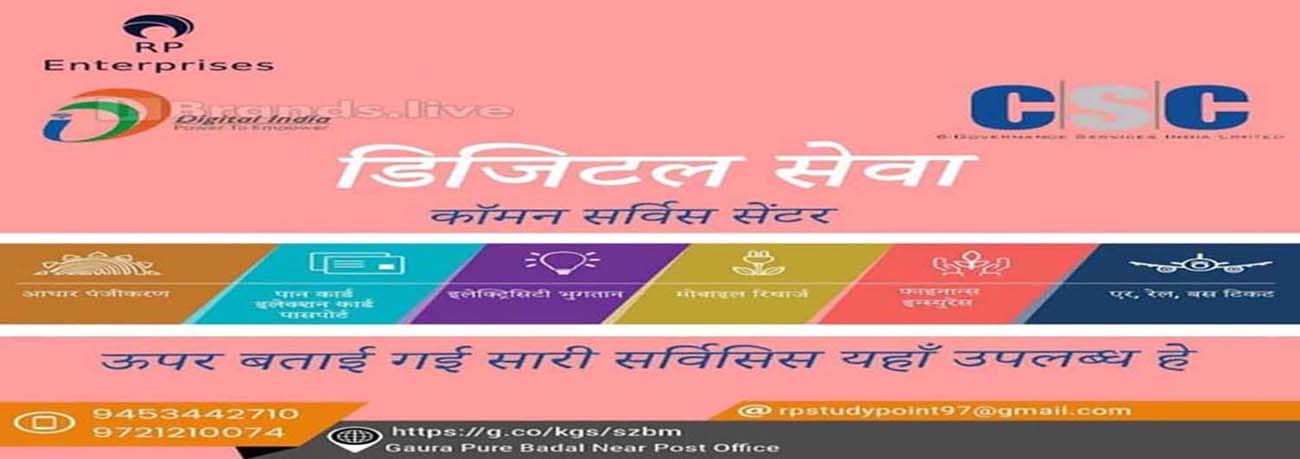 RP
Enterprises
Brands.live
Digital India
Power To Empower
CSC
E-GOVERNANCE SERVICES INDIA LIMITED
डिजिटल सेवा
कॉमन सर्विस सेंटर
आधार पंजीकरण
पान कार्ड
इलेक्शन कार्ड
पासपोर्ट
इलेक्ट्रिसिटी भुगतान
मोबाइल रिचार्ज
फाइनान्स
इन्स्युरेंस
एर, रेल, बस टिकट
ऊपर बताई गई सारी सर्विसिस यहाँ उपलब्ध हे
9453442710
9721210074
@ rpstudypoint97@gmail.com
https://g.co/kgs/szbm
Gaura Pure Badal Near Post Office